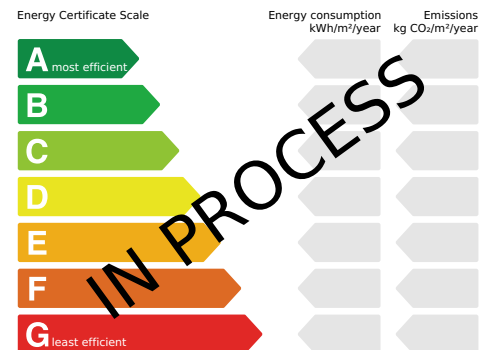 Energy Certificate Scale
Energy consumption
kWh/m²/year
Emissions
kg CO₂/m²/year
A most efficient
B
C
D
E
F
G least efficient
IN PROCESS